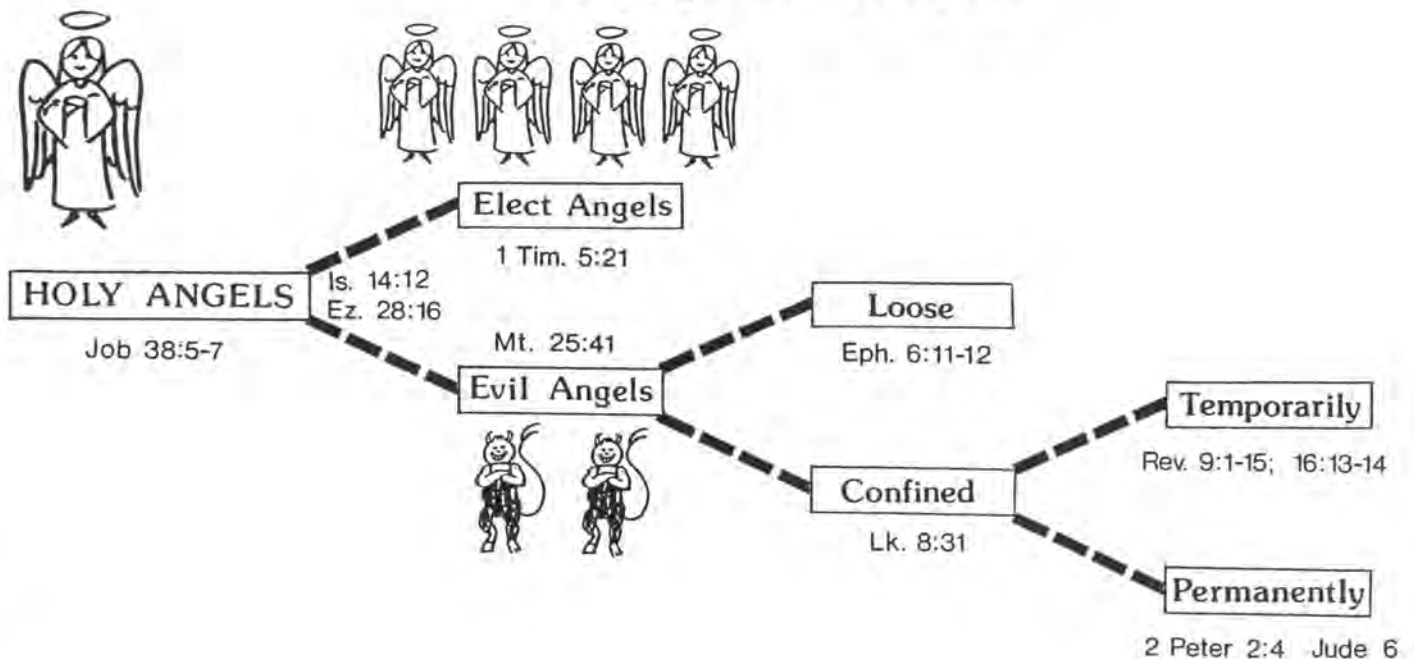 HOLY ANGELS
Job 38:5-7
Is. 14:12
Ez. 28:16
Elect Angels
1 Tim. 5:21
Mt. 25:41
Evil Angels
Loose
Eph. 6:11-12
Confined
Lk. 8:31
Temporarily
Rev. 9:1-15; 16:13-14
Permanently
2 Peter 2:4 Jude 6